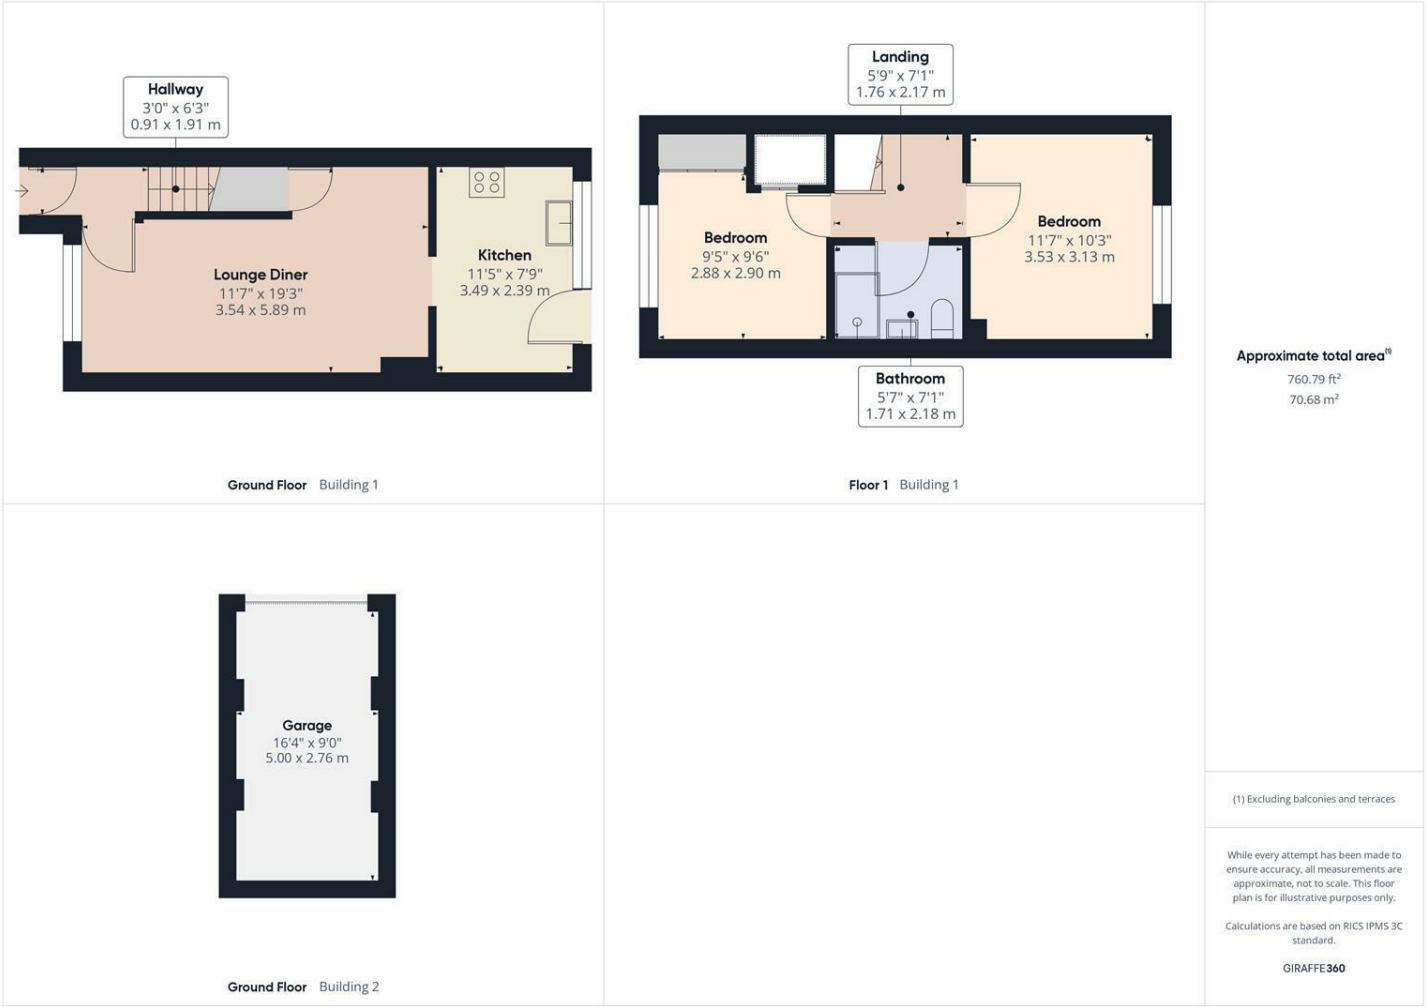 Hallway
3'0" x 6'3"
0.91 x 1.91 m
Lounge Diner
11'7" x 19'3"
3.54 x 5.89 m
Kitchen
11'5" x 7'9"
3.49 x 2.39 m
Ground Floor Building 1
Landing
5'9" x 7'1"
1.76 x 2.17 m
Bedroom
9'5" x 9'6"
2.88 x 2.90 m
Bedroom
11'7" x 10'3"
3.53 x 3.13 m
Bathroom
5'7" x 7'1"
1.71 x 2.18 m
Floor 1 Building 1
Garage
16'4" x 9'0"
5.00 x 2.76 m
Ground Floor Building 2
Approximate total area(1)
760.79 ft²
70.68 m²
(1) Excluding balconies and terraces
While every attempt has been made to
ensure accuracy, all measurements are
approximate, not to scale. This floor
plan is for illustrative purposes only.
Calculations are based on RICS IPMS 3C
standard.
GIRAFFE360